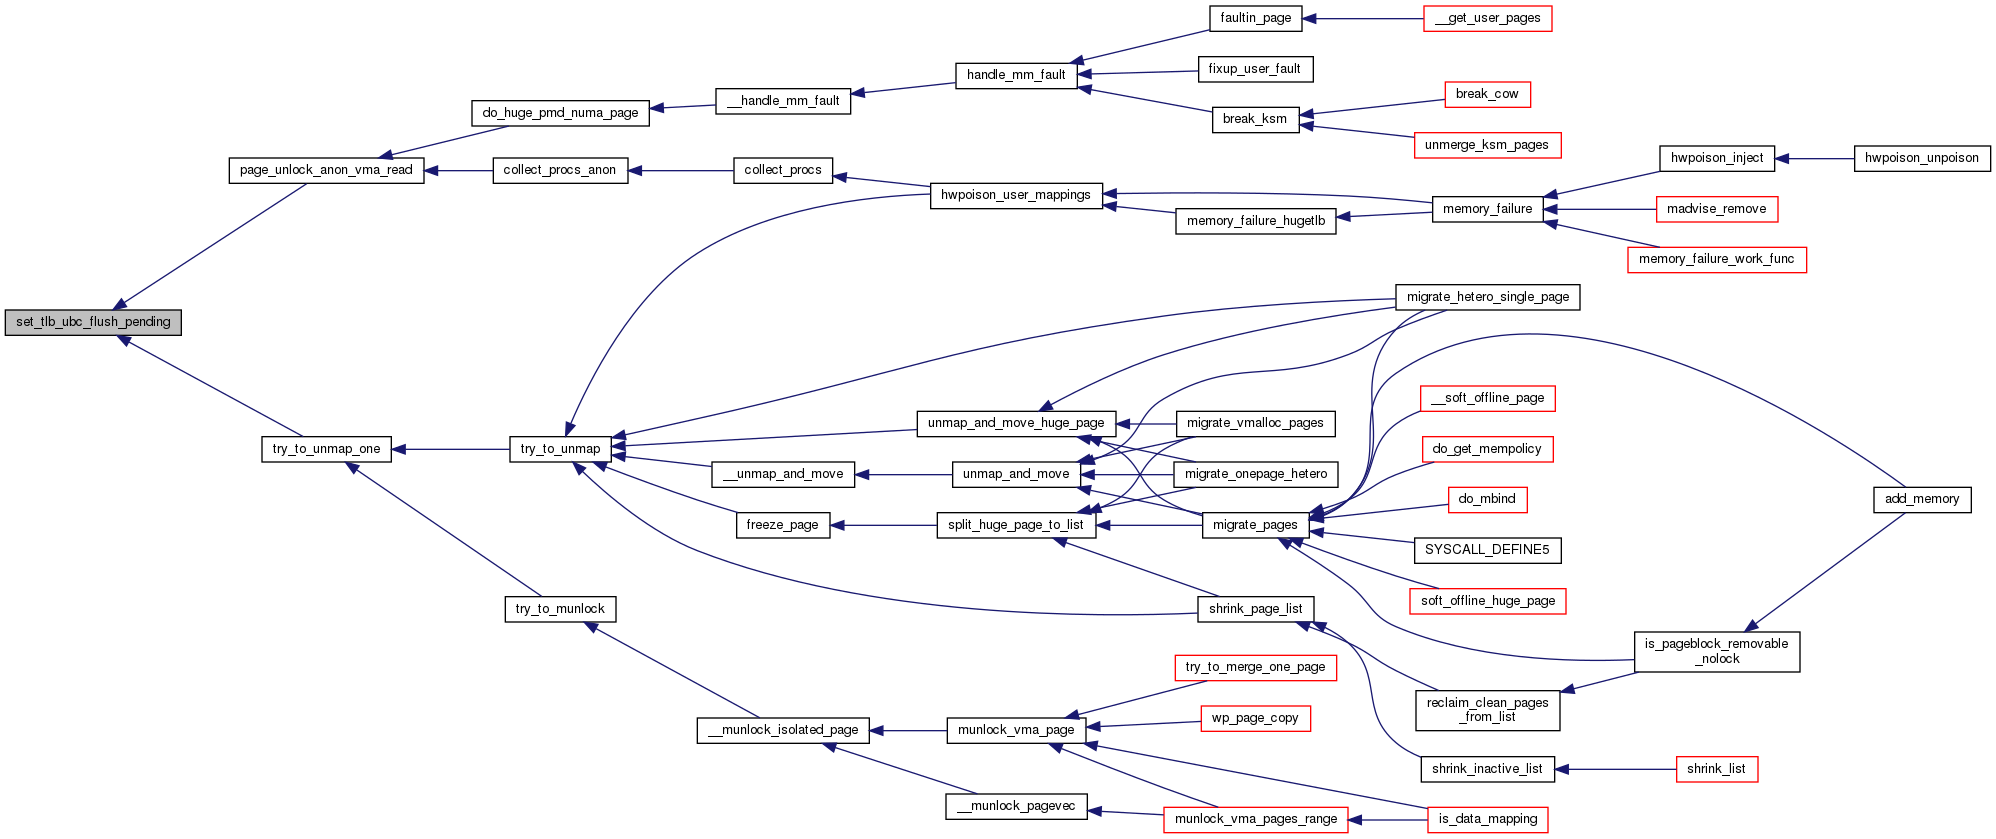 faultin_page
__get_user_pages
handle_mm_fault
fixup_user_fault
__handle_mm_fault
break_cow
do_huge_pmd_numa_page
break_ksm
unmerge_ksm_pages
page_unlock_anon_vma_read
collect_procs_anon
collect_procs
hwpoison_inject
hwpoison_unpoison
hwpoison_user_mappings
memory_failure
madvise_remove
memory_failure_hugetlb
memory_failure_work_func
migrate_hetero_single_page
set_tlb_ubc_flush_pending
__soft_offline_page
unmap_and_move_huge_page
migrate_vmalloc_pages
try_to_unmap_one
try_to_unmap
do_get_mempolicy
__unmap_and_move
unmap_and_move
migrate_onepage_hetero
do_mbind
add_memory
freeze_page
split_huge_page_to_list
migrate_pages
SYSCALL_DEFINE5
soft_offline_huge_page
try_to_munlock
shrink_page_list
is_pageblock_removable
_nolock
try_to_merge_one_page
reclaim_clean_pages
_from_list
wp_page_copy
__munlock_isolated_page
munlock_vma_page
shrink_inactive_list
shrink_list
__munlock_pagevec
munlock_vma_pages_range
is_data_mapping